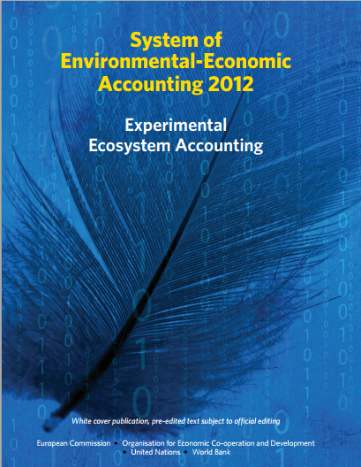 System of
Environmental-Economic
Accounting 2012
Experimental
Ecosystem Accounting
White cover publication, pre-edited text subject to official editing
European Commission • Organisation for Economic Co-operation and Development
• United Nations • World Bank